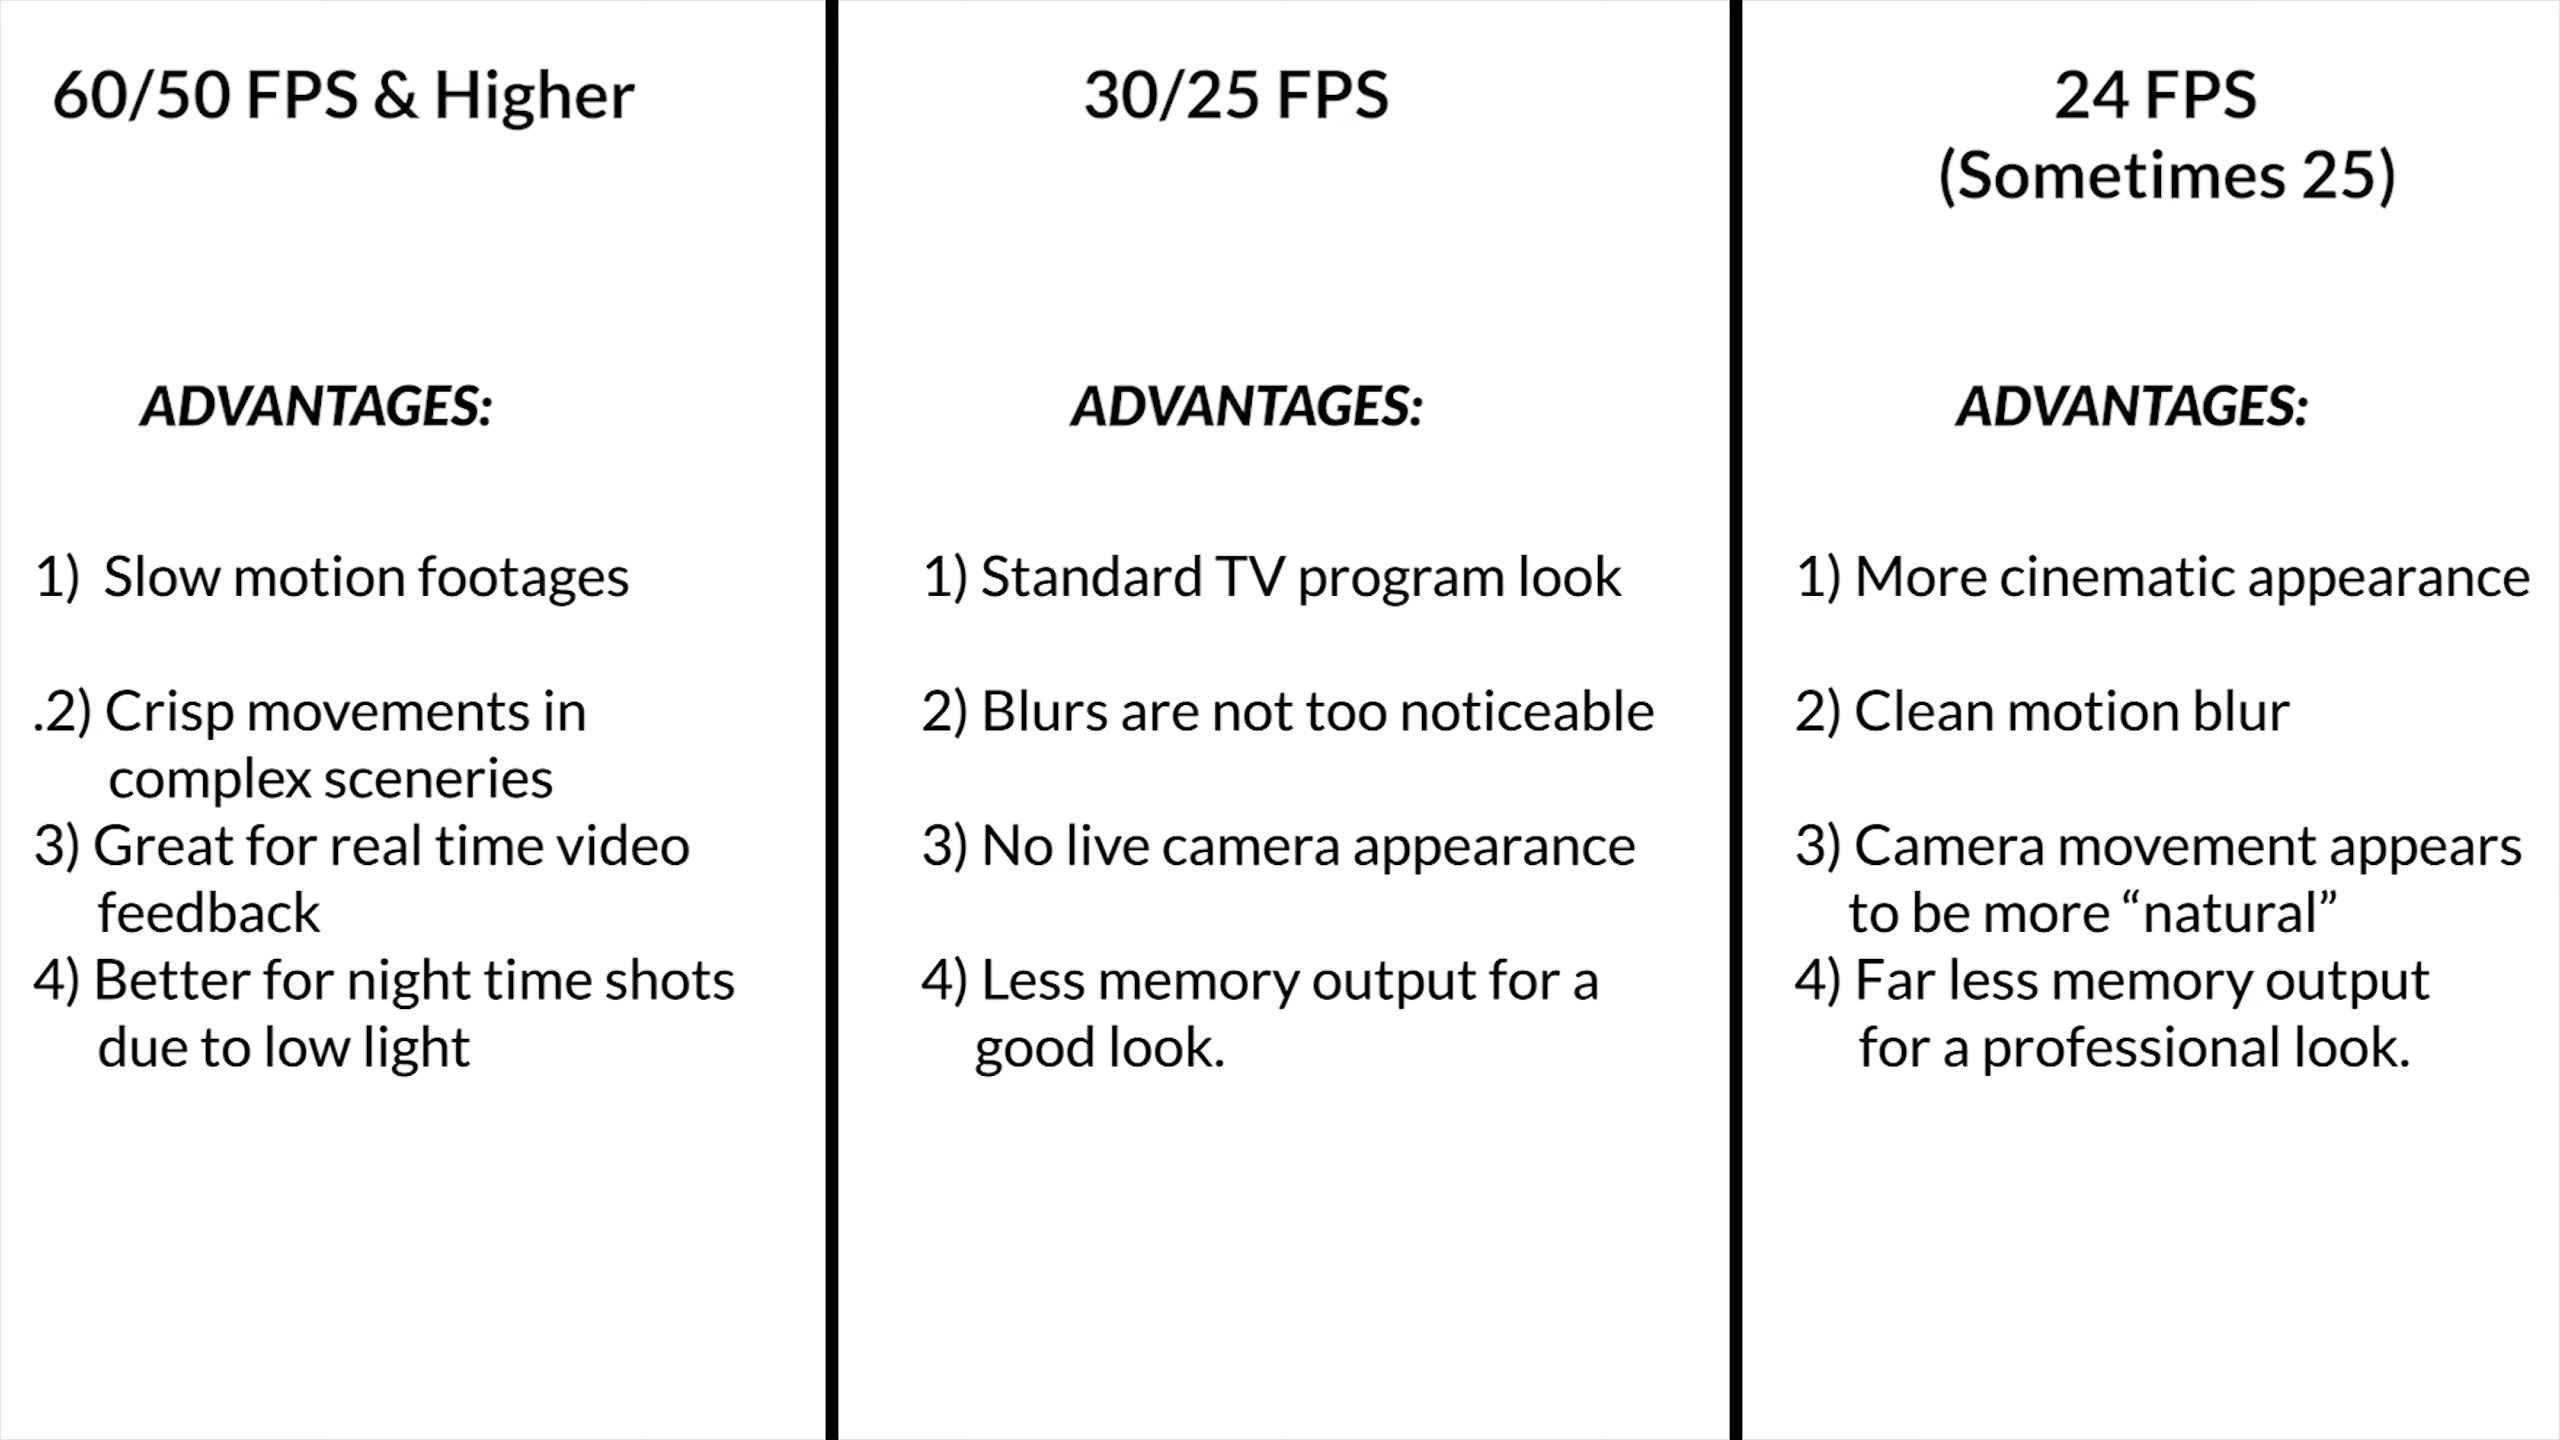 60/50 FPS & Higher
ADVANTAGES:
1) Slow motion footages
.2) Crisp movements in
complex sceneries
3) Great for real time video
feedback
4) Better for night time shots
due to low light
30/25 FPS
ADVANTAGES:
1) Standard TV program look
2) Blurs are not too noticeable
3) No live camera appearance
4) Less memory output for a
good look.
24 FPS
(Sometimes 25)
ADVANTAGES:
1) More cinematic appearance
2) Clean motion blur
3) Camera movement appears
to be more “natural”
4) Far less memory output
for a professional look.